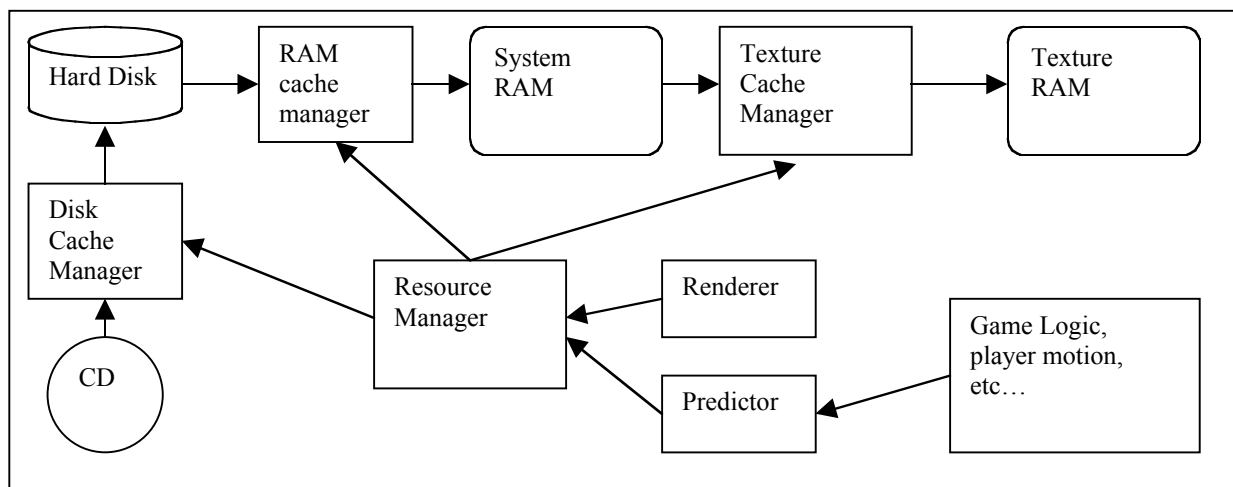 Hard Disk
RAM
cache
manager
System
RAM
Texture
Cache
Manager
Texture
RAM
Disk
Cache
Manager
Resource
Manager
Renderer
Game Logic,
player motion,
etc…
CD
Predictor